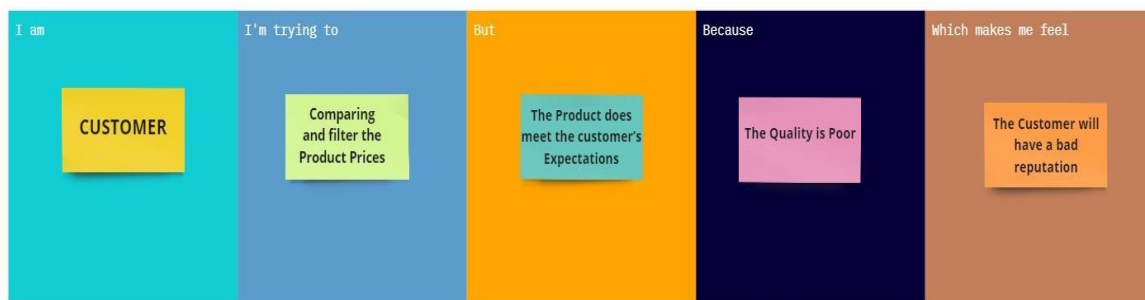 I am
CUSTOMER
I'm trying to
Comparing
and filter the
Product Prices
But
The Product does
meet the customer's
Expectations
Because
The Quality is Poor
Which makes me feel
The Customer will
have a bad
reputation